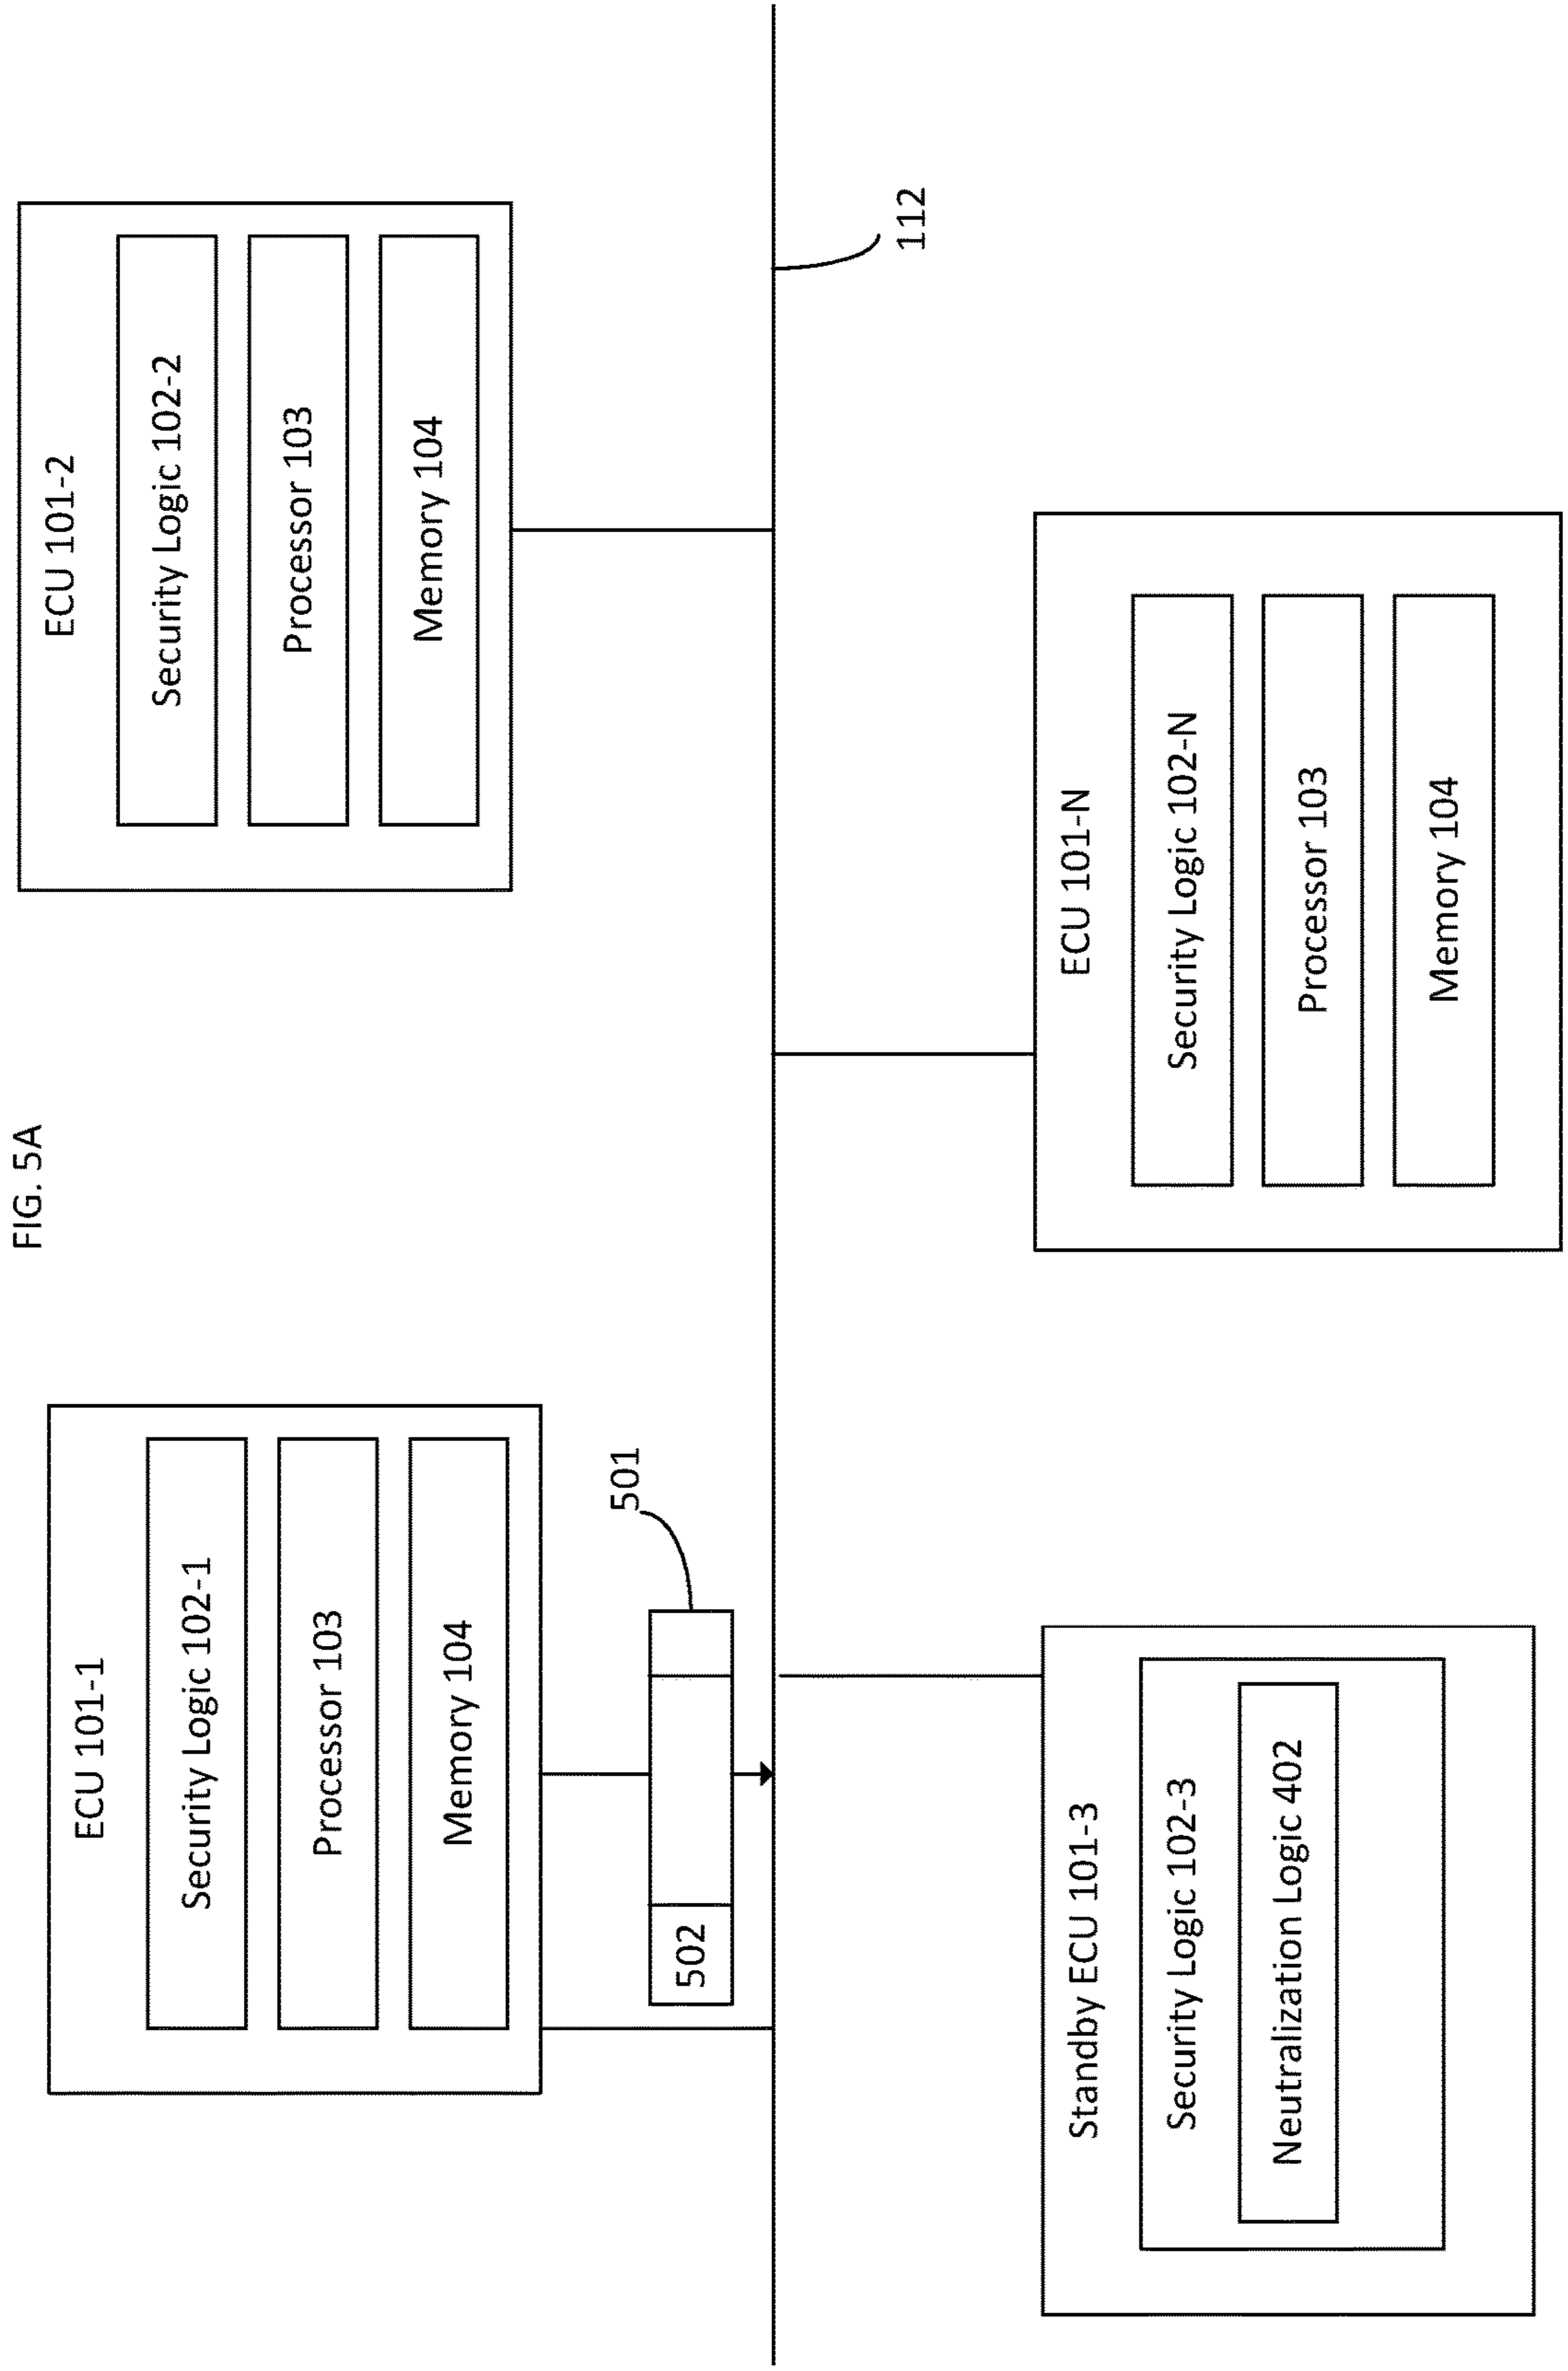 FIG. 5A
ECU 101-1
Security Logic 102-1
Processor 103
Memory 104
ECU 101-2
Security Logic 102-2
Processor 103
Memory 104
501
502
112
Standby ECU 101-3
Security Logic 102-3
Neutralization Logic 402
ECU 101-N
Security Logic 102-N
Processor 103
Memory 104